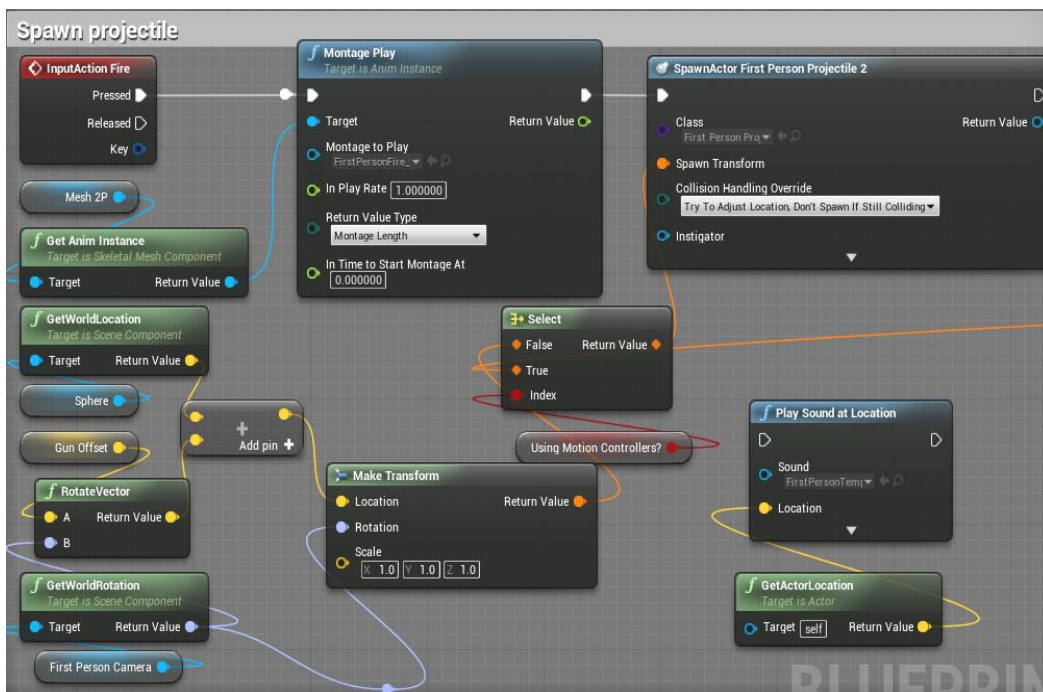 Spawn projectile
InputAction Fire
Pressed
Released
Key
Mesh 2P
Get Anim Instance
Target is Skeletal Mesh Component
Target Return Value
GetWorldLocation
Target is Scene Component
Target Return Value
Sphere
Gun Offset
Add pin +
RotateVector
A Return Value
B
GetWorldRotation
Target is Scene Component
Target Return Value
First Person Camera
Montage Play
Target is Anim Instance
Target Return Value
Montage to Play
FirstPersonFire_
In Play Rate 1.000000
Return Value Type
Montage Length
In Time to Start Montage At
0.000000
Make Transform
Location Return Value
Rotation
Scale
X 1.0 Y 1.0 Z 1.0
Select
False Return Value
True
Index
Using Motion Controllers?
SpawnActor First Person Projectile 2
Class Return Value
First Person Pro
Spawn Transform
Collision Handling Override
Try To Adjust Location, Don't Spawn If Still Colliding
Instigator
Play Sound at Location
Sound
FirstPersonTemp
Location
GetActorLocation
Target is Actor
Target self Return Value
BLUEPRIN